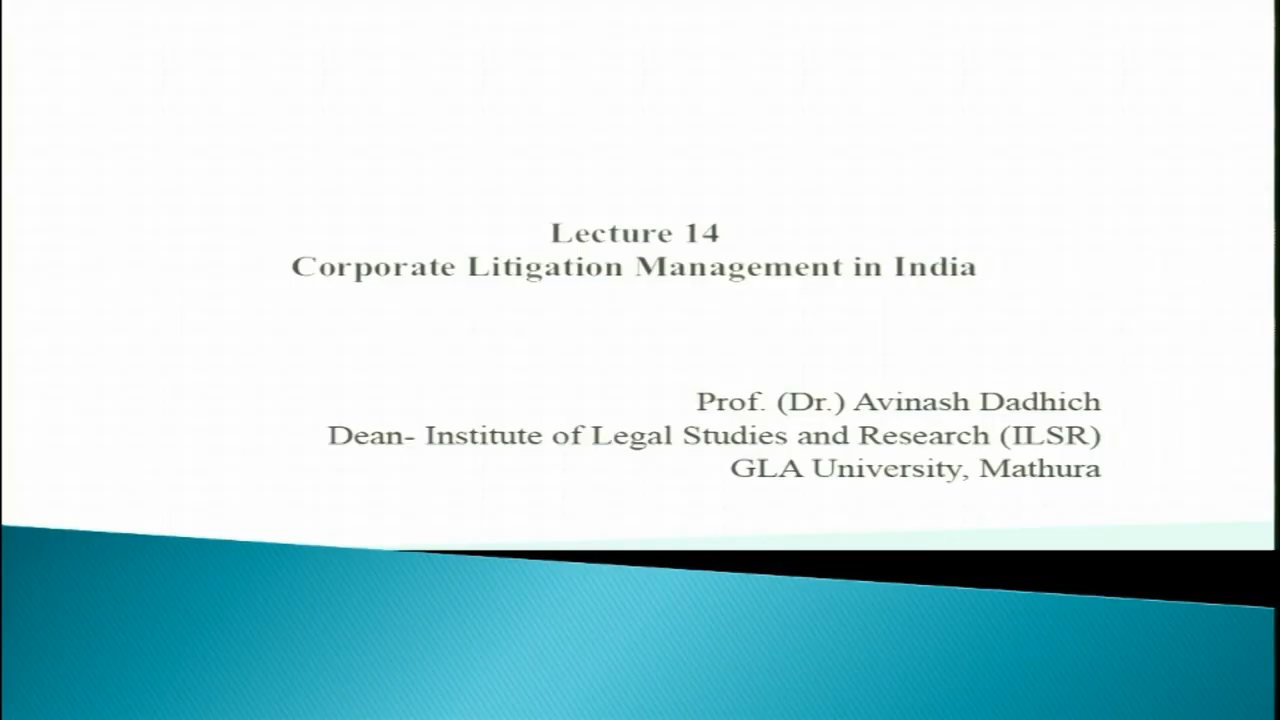 Lecture 14
Corporate Litigation Management in India
Prof. (Dr.) Avinash Dadhich
Dean- Institute of Legal Studies and Research (ILSR)
GLA University, Mathura